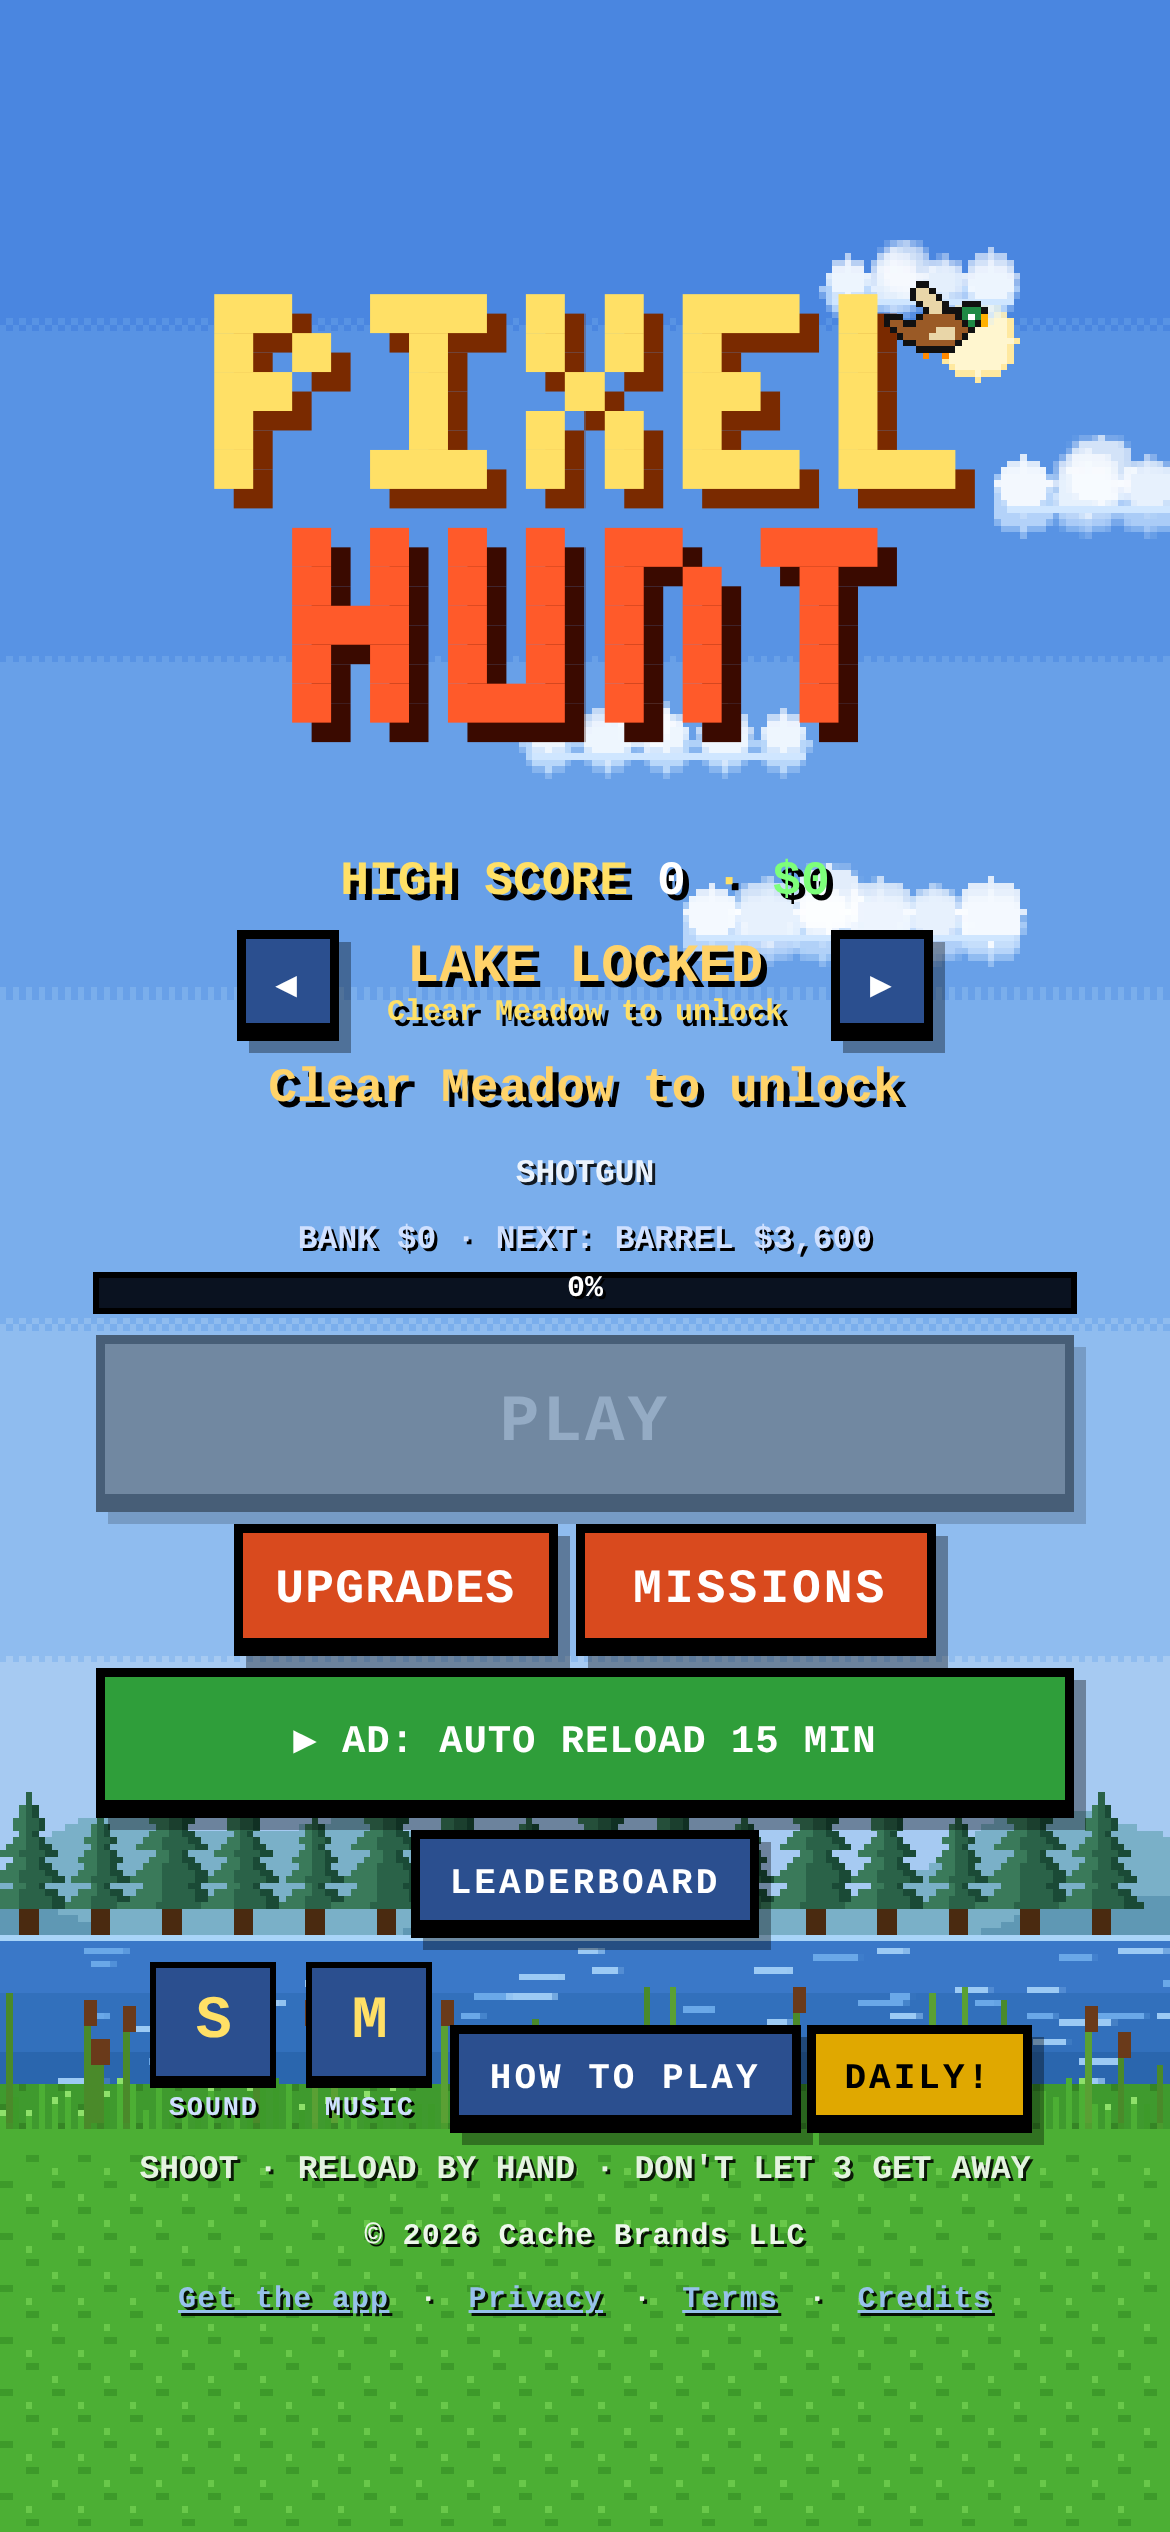 PIXEL
HUNT
HIGH SCORE 0 · $0
◀ LAKE LOCKED ▶
Clear Meadow to unlock
Clear Meadow to unlock
SHOTGUN
BANK $0 · NEXT: BARREL $3,600
0%
PLAY
UPGRADES MISSIONS
▶ AD: AUTO RELOAD 15 MIN
LEADERBOARD
S M
SOUND MUSIC
HOW TO PLAY DAILY!
SHOOT · RELOAD BY HAND · DON'T LET 3 GET AWAY
© 2026 Cache Brands LLC
Get the app · Privacy · Terms · Credits